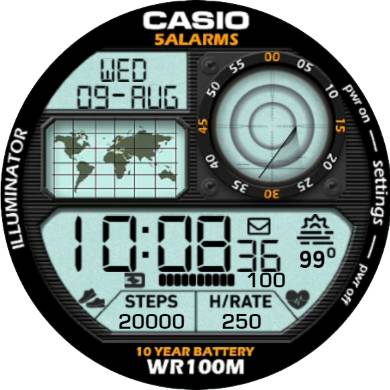 CASIO
5ALARMS
WED
09-AUG
00
05
10
15
20
25
30
35
40
45
50
55
pwr on
settings
pwr off
ILLUMINATOR
10:08 36
99°
100
STEPS
20000
H/RATE
250
10 YEAR BATTERY
WR100M